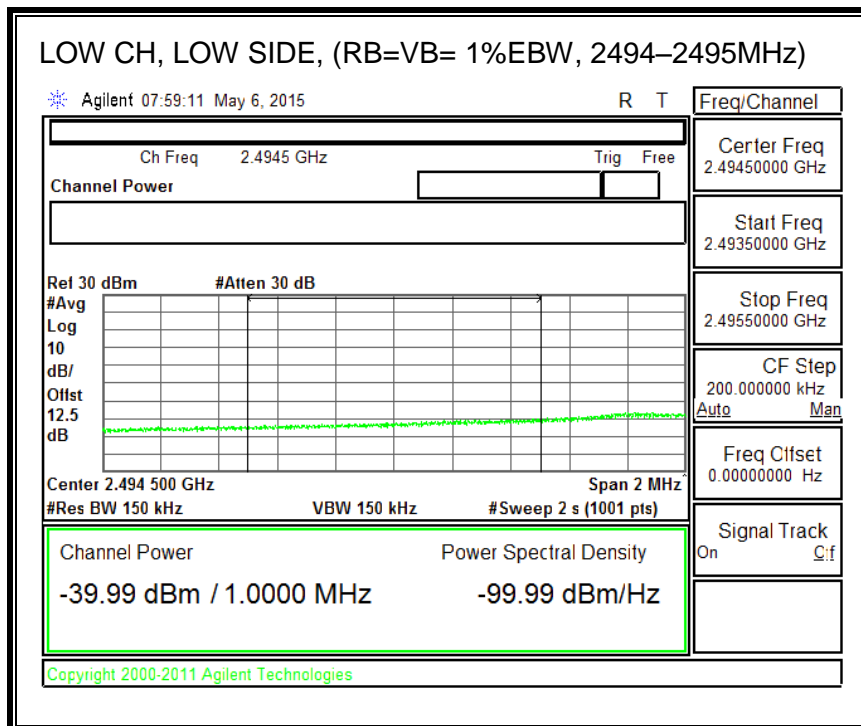 LOW CH, LOW SIDE, (RB=VB= 1%EBW, 2494–2495MHz)
Agilent 07:59:11 May 6, 2015 R T
Freq/Channel
Ch Freq 2.4945 GHz Trig Free
Channel Power
Center Freq
2.49450000 GHz
Start Freq
2.49350000 GHz
Stop Freq
2.49550000 GHz
CF Step
200.000000 kHz
Auto Man
Freq Offset
0.00000000 Hz
Signal Track
On Off
Ref 30 dBm #Atten 30 dB
#Avg
Log
10
dB/
Offst
12.5
dB
Center 2.494 500 GHz Span 2 MHz
#Res BW 150 kHz VBW 150 kHz #Sweep 2 s (1001 pts)
Channel Power Power Spectral Density
-39.99 dBm / 1.0000 MHz -99.99 dBm/Hz
Copyright 2000-2011 Agilent Technologies